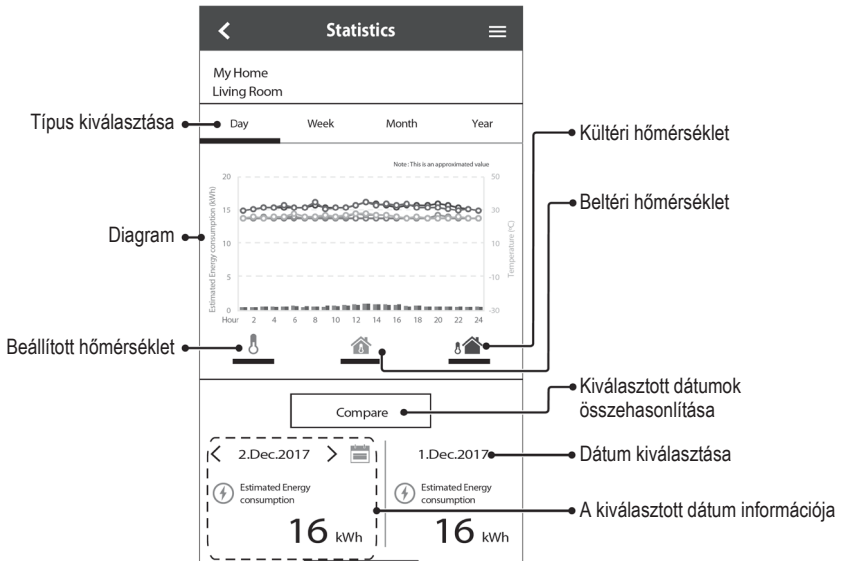 Statistics
My Home
Living Room
Típus kiválasztása
Day Week Month Year
Kültéri hőmérséklet
Note : This is an approximated value
Beltéri hőmérséklet
Diagram
Estimated Energy consumption (kWh)
20
15
10
5
0
Temperature (ºC)
50
30
10
-10
-30
Hour 2 4 6 8 10 12 14 16 18 20 22 24
Beállított hőmérséklet
Compare
Kiválasztott dátumok
összehasonlítása
2.Dec.2017
1.Dec.2017
Dátum kiválasztása
Estimated Energy
consumption
16 kWh
Estimated Energy
consumption
16 kWh
A kiválasztott dátum információja